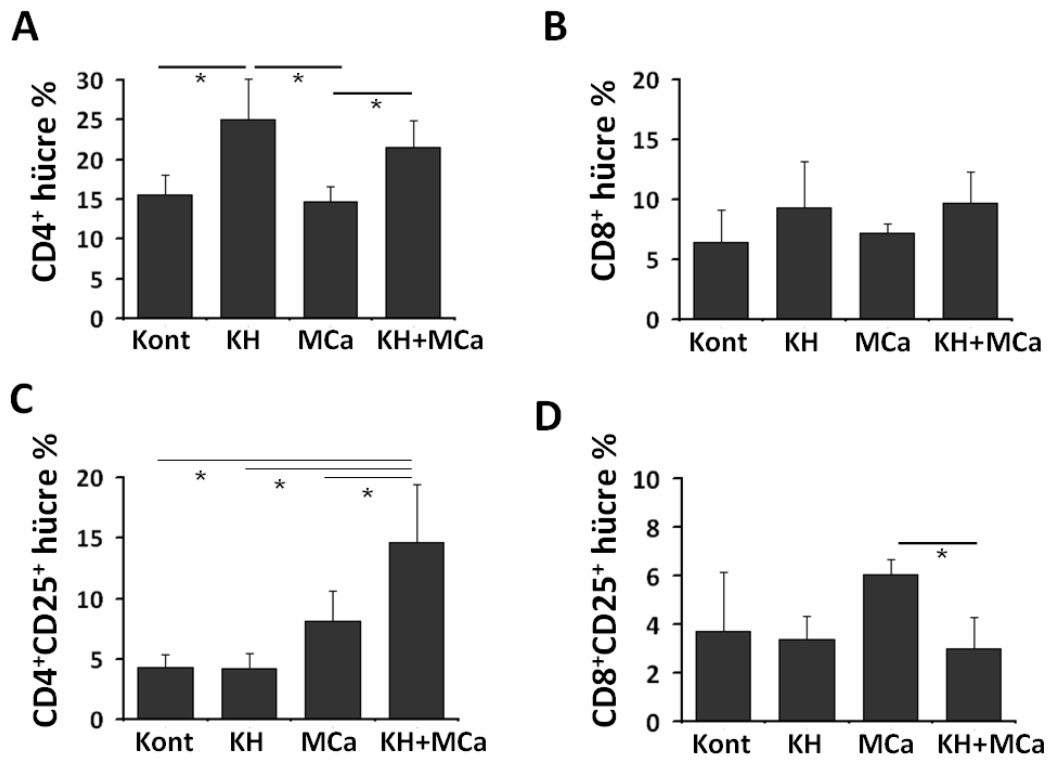 A
CD4⁺ hücre %
30
25
20
15
10
5
0
* * *
Kont KH MCa KH+MCa
B
CD8⁺ hücre %
20
15
10
5
0
Kont KH MCa KH+MCa
C
CD4⁺CD25⁺ hücre %
20
15
10
5
0
* * *
Kont KH MCa KH+MCa
D
CD8⁺CD25⁺ hücre %
10
8
6
4
2
0
*
Kont KH MCa KH+MCa